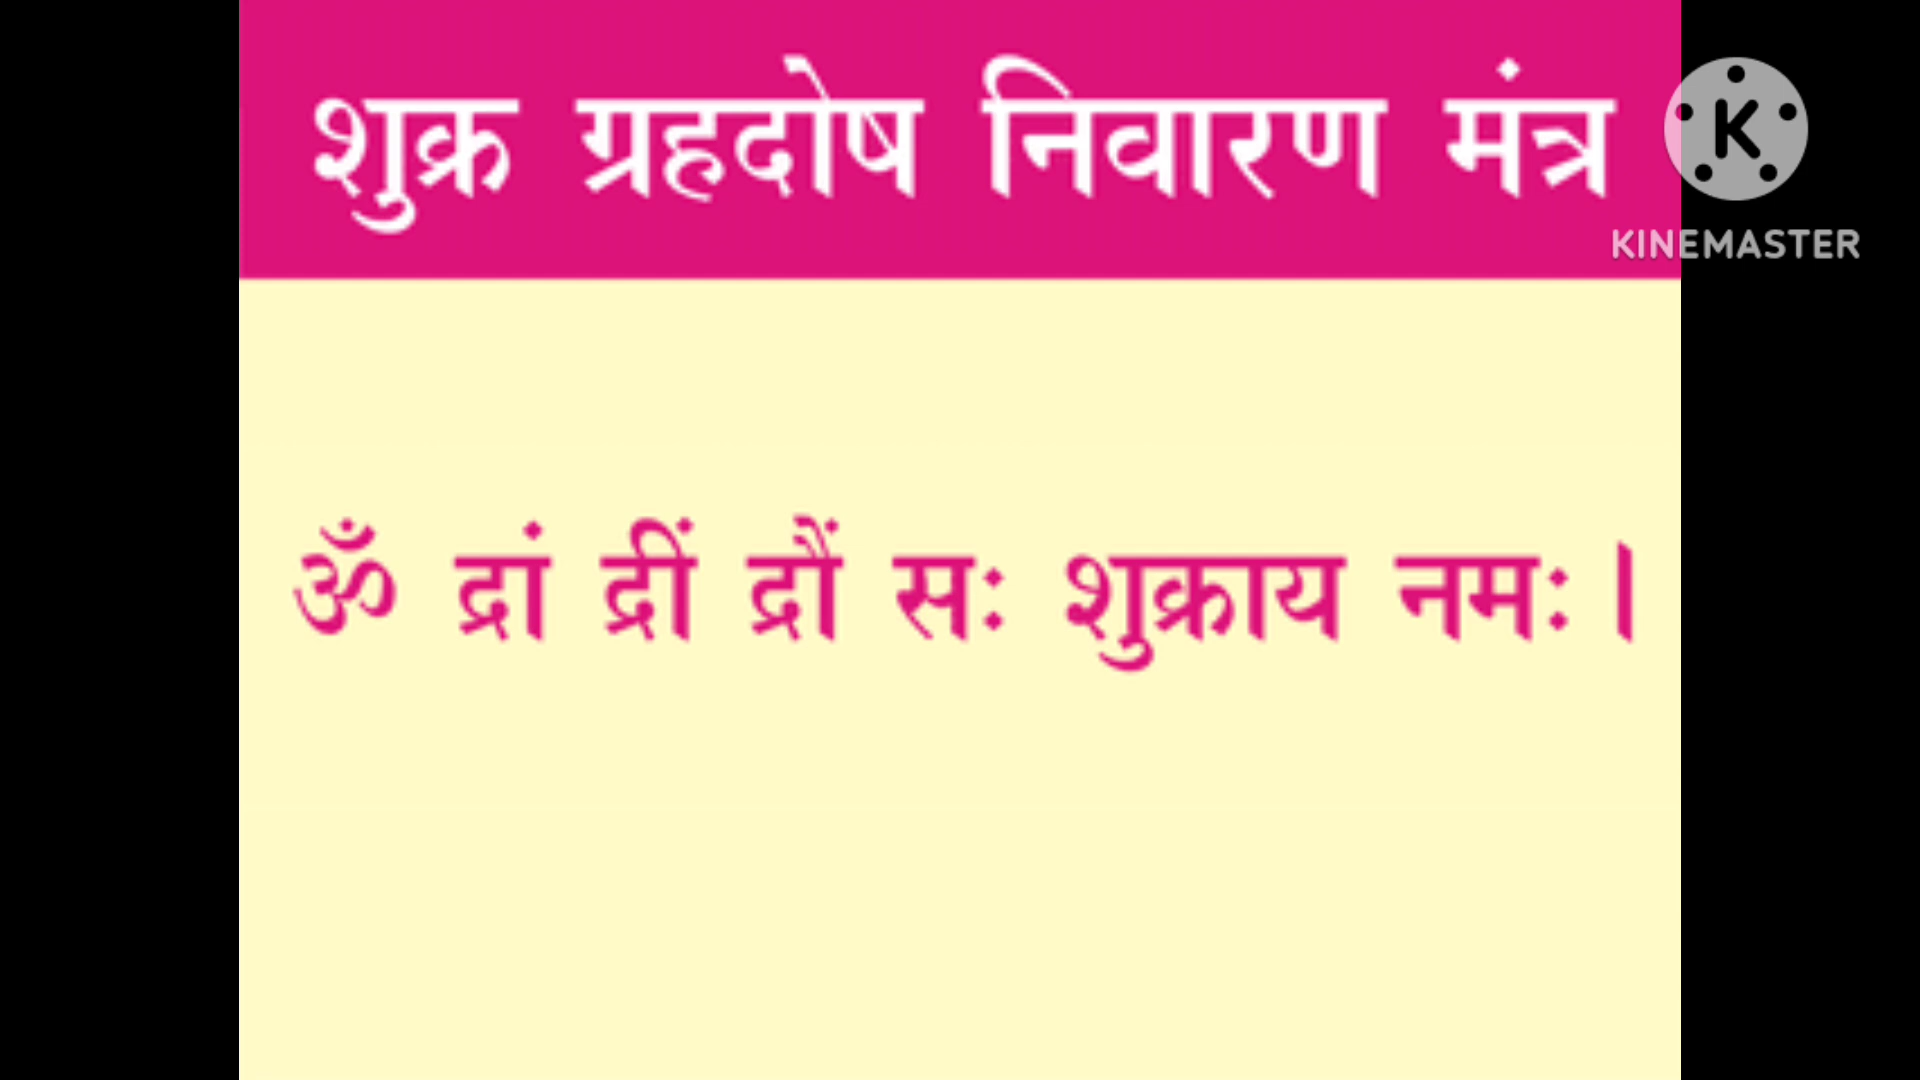 शुक्र ग्रहदोष निवारण मंत्र
K
KINEMASTER
ॐ द्रां द्रीं द्रौं सः शुक्राय नमः।